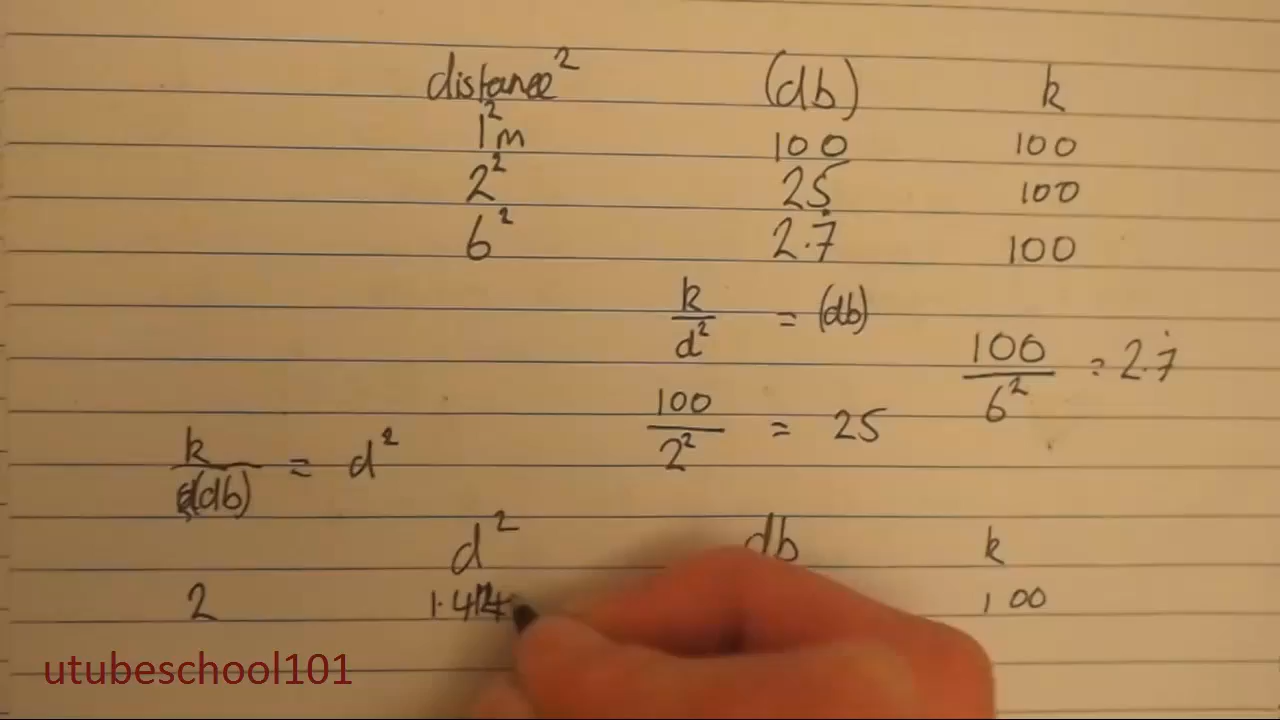 distance² (db) k
1²m 100 100
2² 25 100
6² 2.7̇ 100
k/d² = (db)
100/6² = 2.7̇
100/2² = 25
k/(db) = d²
d² db k
2 1.414 100
utubeschool101